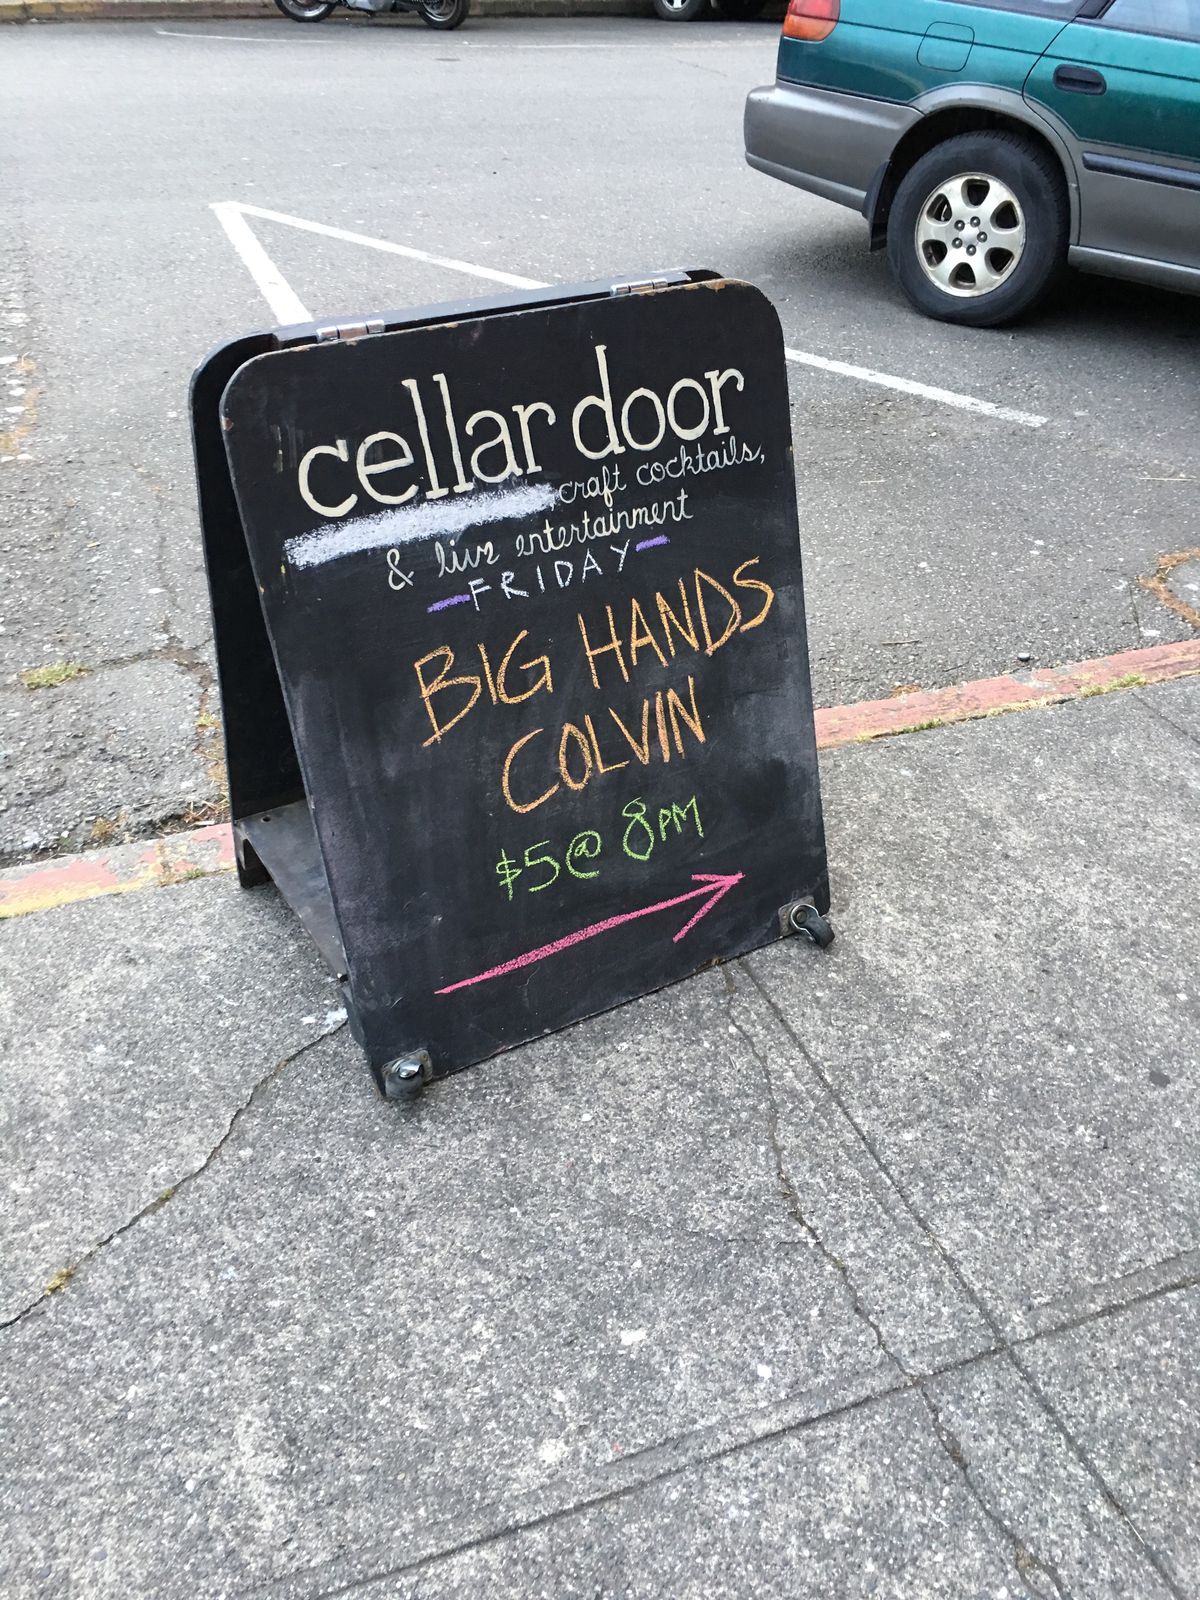 cellar door
craft cocktails,
& live entertainment
-FRIDAY-
BIG HANDS
COLVIN
$5@ 8PM